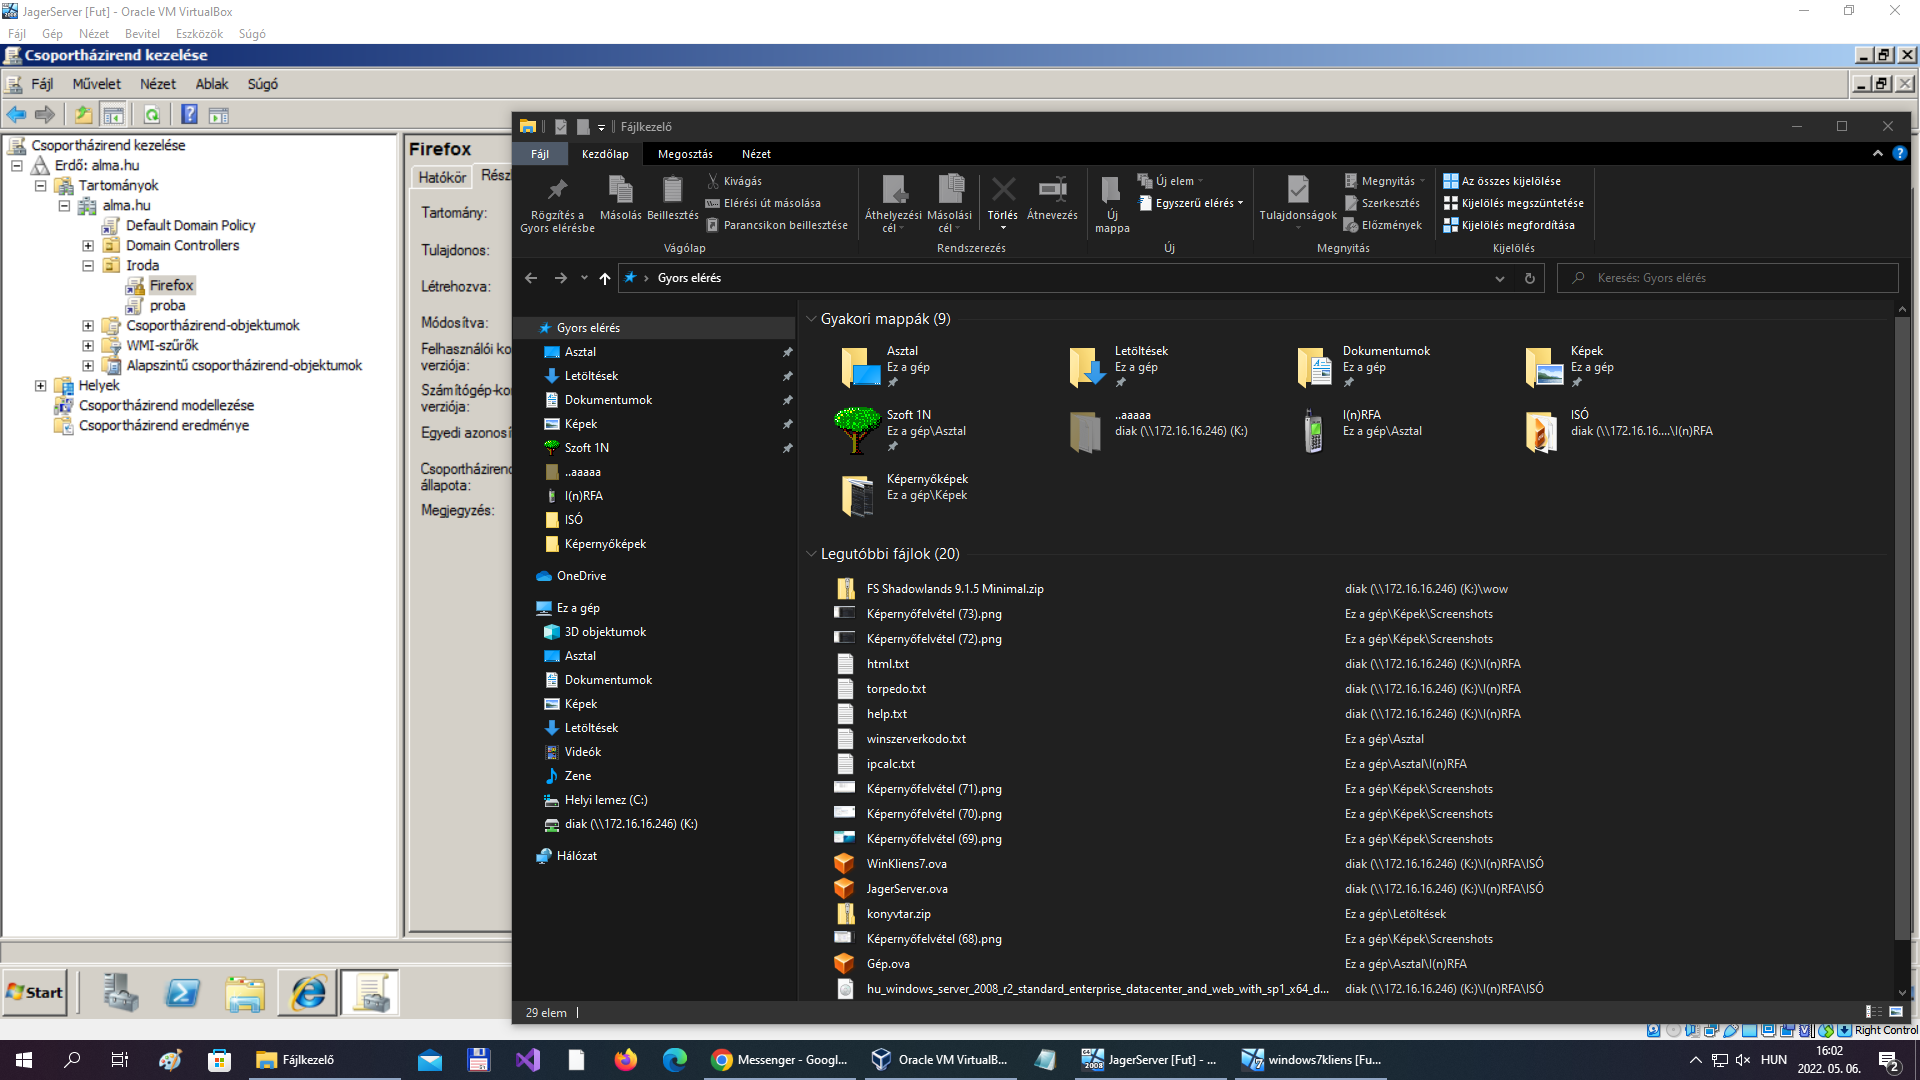 JagerServer [Fut] - Oracle VM VirtualBox
Fájl Gép Nézet Bevitel Eszközök Súgó
Csoportházirend kezelése
Fájl Művelet Nézet Ablak Súgó
Csoportházirend kezelése
Erdő: alma.hu
Tartományok
alma.hu
Default Domain Policy
Domain Controllers
Iroda
Firefox
proba
Csoportházirend-objektumok
WMI-szűrők
Alapszintű csoportházirend-objektumok
Helyek
Csoportházirend modellezése
Csoportházirend eredménye
Firefox
Hatókör Rész
Tartomány:
Tulajdonos:
Létrehozva:
Módosítva:
Felhasználói ko
verziója:
Számítógép-ko
verziója:
Egyedi azonosí
Csoportházirend
állapota:
Megjegyzés:
Fájlkezelő
Fájl Kezdőlap Megosztás Nézet
Rögzítés a
Gyors elérésbe
Másolás
Beillesztés
Kivágás
Elérési út másolása
Parancsikon beillesztése
Vágólap
Áthelyezési
cél
Másolási
cél
Törlés
Átnevezés
Rendszerezés
Új
mappa
Új elem
Egyszerű elérés
Új
Tulajdonságok
Megnyitás
Szerkesztés
Előzmények
Megnyitás
Az összes kijelölése
Kijelölés megszüntetése
Kijelölés megfordítása
Kijelölés
Gyors elérés
Keresés: Gyors elérés
Gyors elérés
Asztal
Letöltések
Dokumentumok
Képek
Szoft 1N
..aaaaa
I(n)RFA
ISÓ
Képernyőképek
OneDrive
Ez a gép
3D objektumok
Asztal
Dokumentumok
Képek
Letöltések
Videók
Zene
Helyi lemez (C:)
diak (\\172.16.16.246) (K:)
Hálózat
Gyakori mappák (9)
Asztal
Ez a gép
Letöltések
Ez a gép
Dokumentumok
Ez a gép
Képek
Ez a gép
Szoft 1N
Ez a gép\Asztal
..aaaaa
diak (\\172.16.16.246) (K:)
I(n)RFA
Ez a gép\Asztal
ISÓ
diak (\\172.16.16....\I(n)RFA
Képernyőképek
Ez a gép\Képek
Legutóbbi fájlok (20)
FS Shadowlands 9.1.5 Minimal.zip diak (\\172.16.16.246) (K:)\wow
Képernyőfelvétel (73).png Ez a gép\Képek\Screenshots
Képernyőfelvétel (72).png Ez a gép\Képek\Screenshots
html.txt diak (\\172.16.16.246) (K:)\I(n)RFA
torpedo.txt diak (\\172.16.16.246) (K:)\I(n)RFA
help.txt diak (\\172.16.16.246) (K:)\I(n)RFA
winszerverkodo.txt Ez a gép\Asztal
ipcalc.txt Ez a gép\Asztal\I(n)RFA
Képernyőfelvétel (71).png Ez a gép\Képek\Screenshots
Képernyőfelvétel (70).png Ez a gép\Képek\Screenshots
Képernyőfelvétel (69).png Ez a gép\Képek\Screenshots
WinKliens7.ova diak (\\172.16.16.246) (K:)\I(n)RFA\ISÓ
JagerServer.ova diak (\\172.16.16.246) (K:)\I(n)RFA\ISÓ
konyvtar.zip Ez a gép\Letöltések
Képernyőfelvétel (68).png Ez a gép\Képek\Screenshots
Gép.ova Ez a gép\Asztal\I(n)RFA
hu_windows_server_2008_r2_standard_enterprise_datacenter_and_web_with_sp1_x64_d... diak (\\172.16.16.246) (K:)\I(n)RFA\ISÓ
29 elem
Start
Right Control
Fájlkezelő
Messenger - Googl...
Oracle VM VirtualB...
JagerServer [Fut] - ...
windows7kliens [Fu...
HUN
16:02
2022. 05. 06.
2